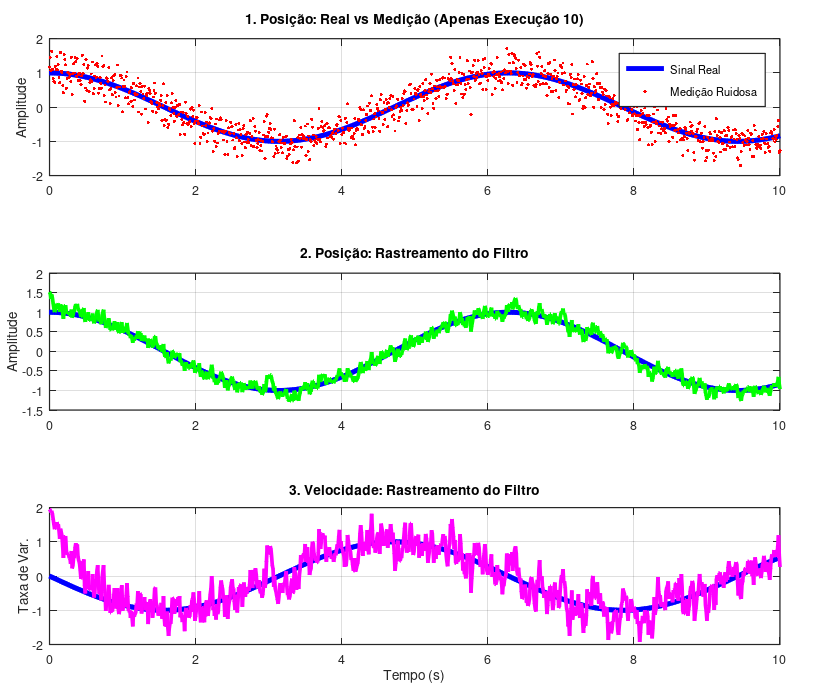 1. Posição: Real vs Medição (Apenas Execução 10)
2
1
0
-1
-2
Amplitude
Sinal Real
Medição Ruidosa
0 2 4 6 8 10
2. Posição: Rastreamento do Filtro
2
1.5
1
0.5
0
-0.5
-1
-1.5
Amplitude
0 2 4 6 8 10
3. Velocidade: Rastreamento do Filtro
2
1
0
-1
-2
Taxa de Var.
0 2 4 6 8 10
Tempo (s)